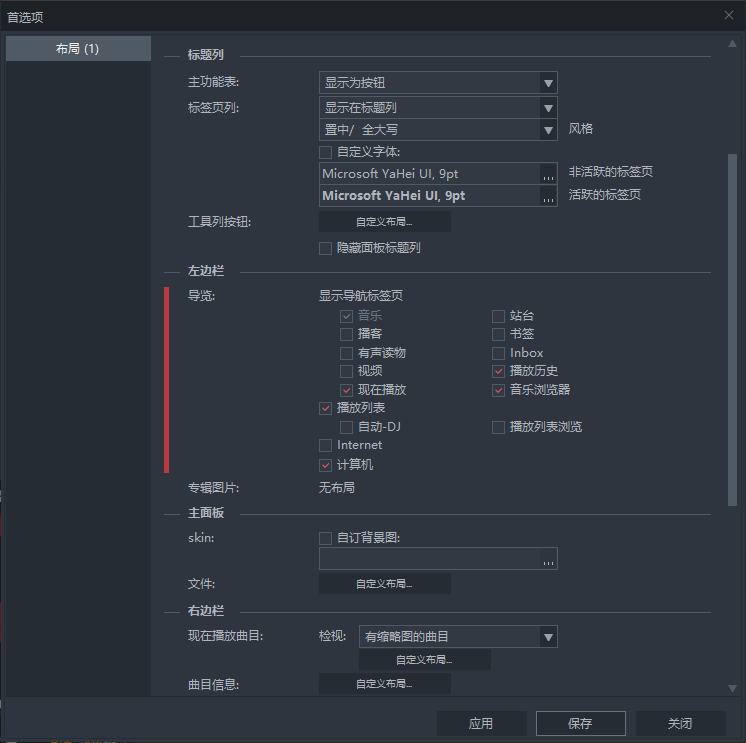 首选项
布局 (1)
标题列
主功能表: 显示为按钮
标签页列: 显示在标题列
置中/ 全大写 风格
自定义字体:
Microsoft YaHei UI, 9pt ... 非活跃的标签页
Microsoft YaHei UI, 9pt ... 活跃的标签页
工具列按钮: 自定义布局...
隐藏面板标题列
左边栏
导览: 显示导航标签页
音乐 站台
播客 书签
有声读物 Inbox
视频 播放历史
现在播放 音乐浏览器
播放列表
自动-DJ 播放列表浏览
Internet
计算机
专辑图片: 无布局
主面板
skin: 自订背景图:
...
文件: 自定义布局...
右边栏
现在播放曲目: 检视: 有缩略图的曲目
自定义布局...
曲目信息: 自定义布局...
应用 保存 关闭